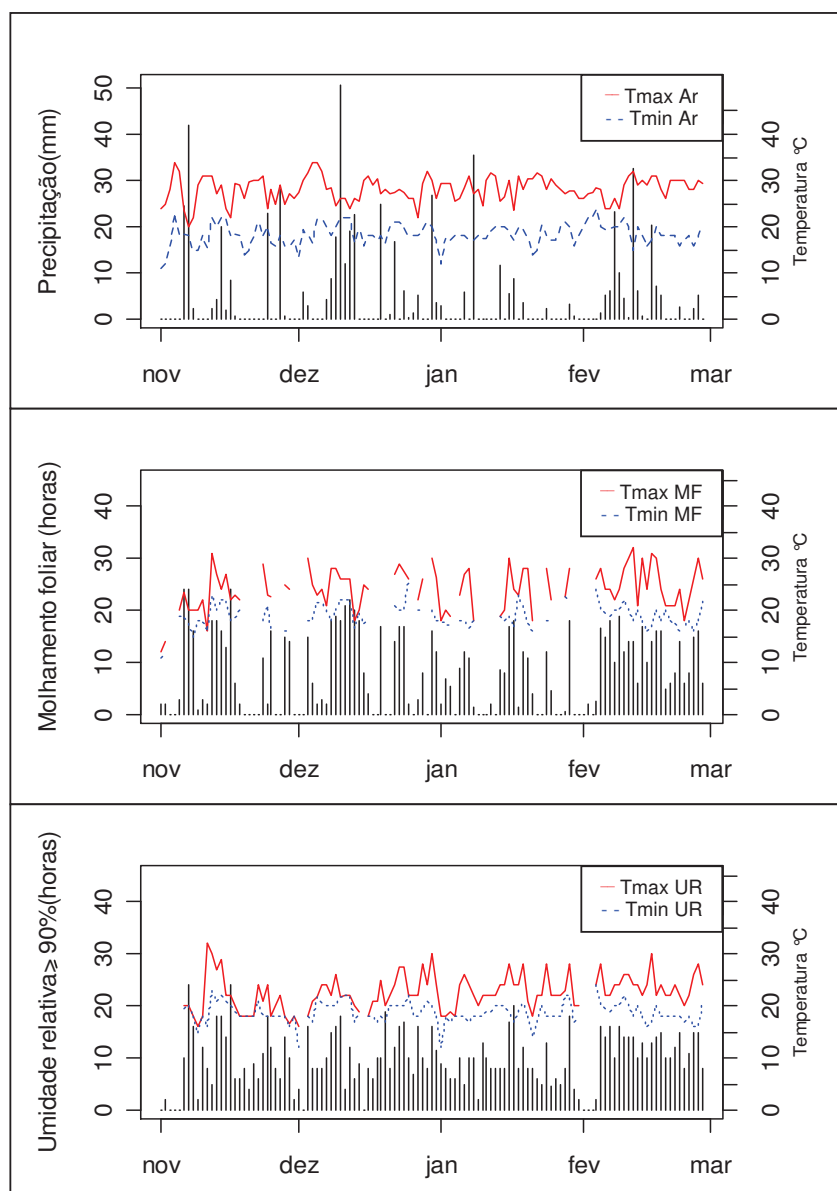 Precipitação(mm)
50
40
30
20
10
0
Tmax Ar
Tmin Ar
40
30
20
10
0
Temperatura °C
nov dez jan fev mar
Molhamento foliar (horas)
40
30
20
10
0
Tmax MF
Tmin MF
40
30
20
10
0
Temperatura °C
nov dez jan fev mar
Umidade relativa≥ 90%(horas)
40
30
20
10
0
Tmax UR
Tmin UR
40
30
20
10
0
Temperatura °C
nov dez jan fev mar